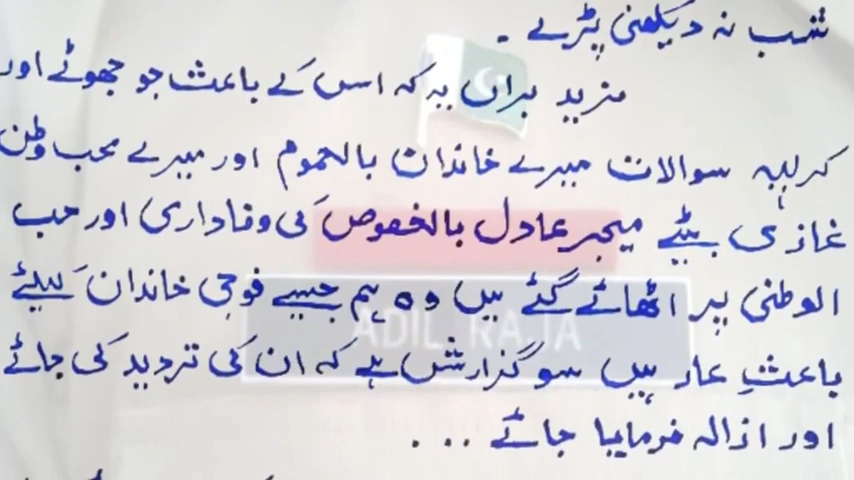 شب نہ دیکھنی پڑے ۔
مزید براں یہ کہ اس کے باعث جو جھوٹے اور
کریہہ سوالات میرے خاندان بالعموم اور میرے محب وطن
غازی بیٹے میجر عادل بالخصوص کی وفاداری اور حب
الوطنی پر اٹھائے گئے ہیں وہ ہم جیسے فوجی خاندان کیلئے
باعثِ عار ہیں سو گزارش ہے کہ ان کی تردید کی جائے
اور ازالہ فرمایا جائے ...
ADIL RAJA